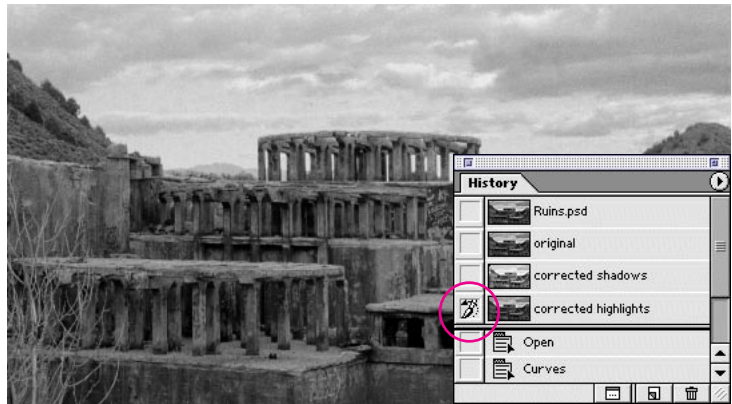 History
Ruins.psd
original
corrected shadows
corrected highlights
Open
Curves